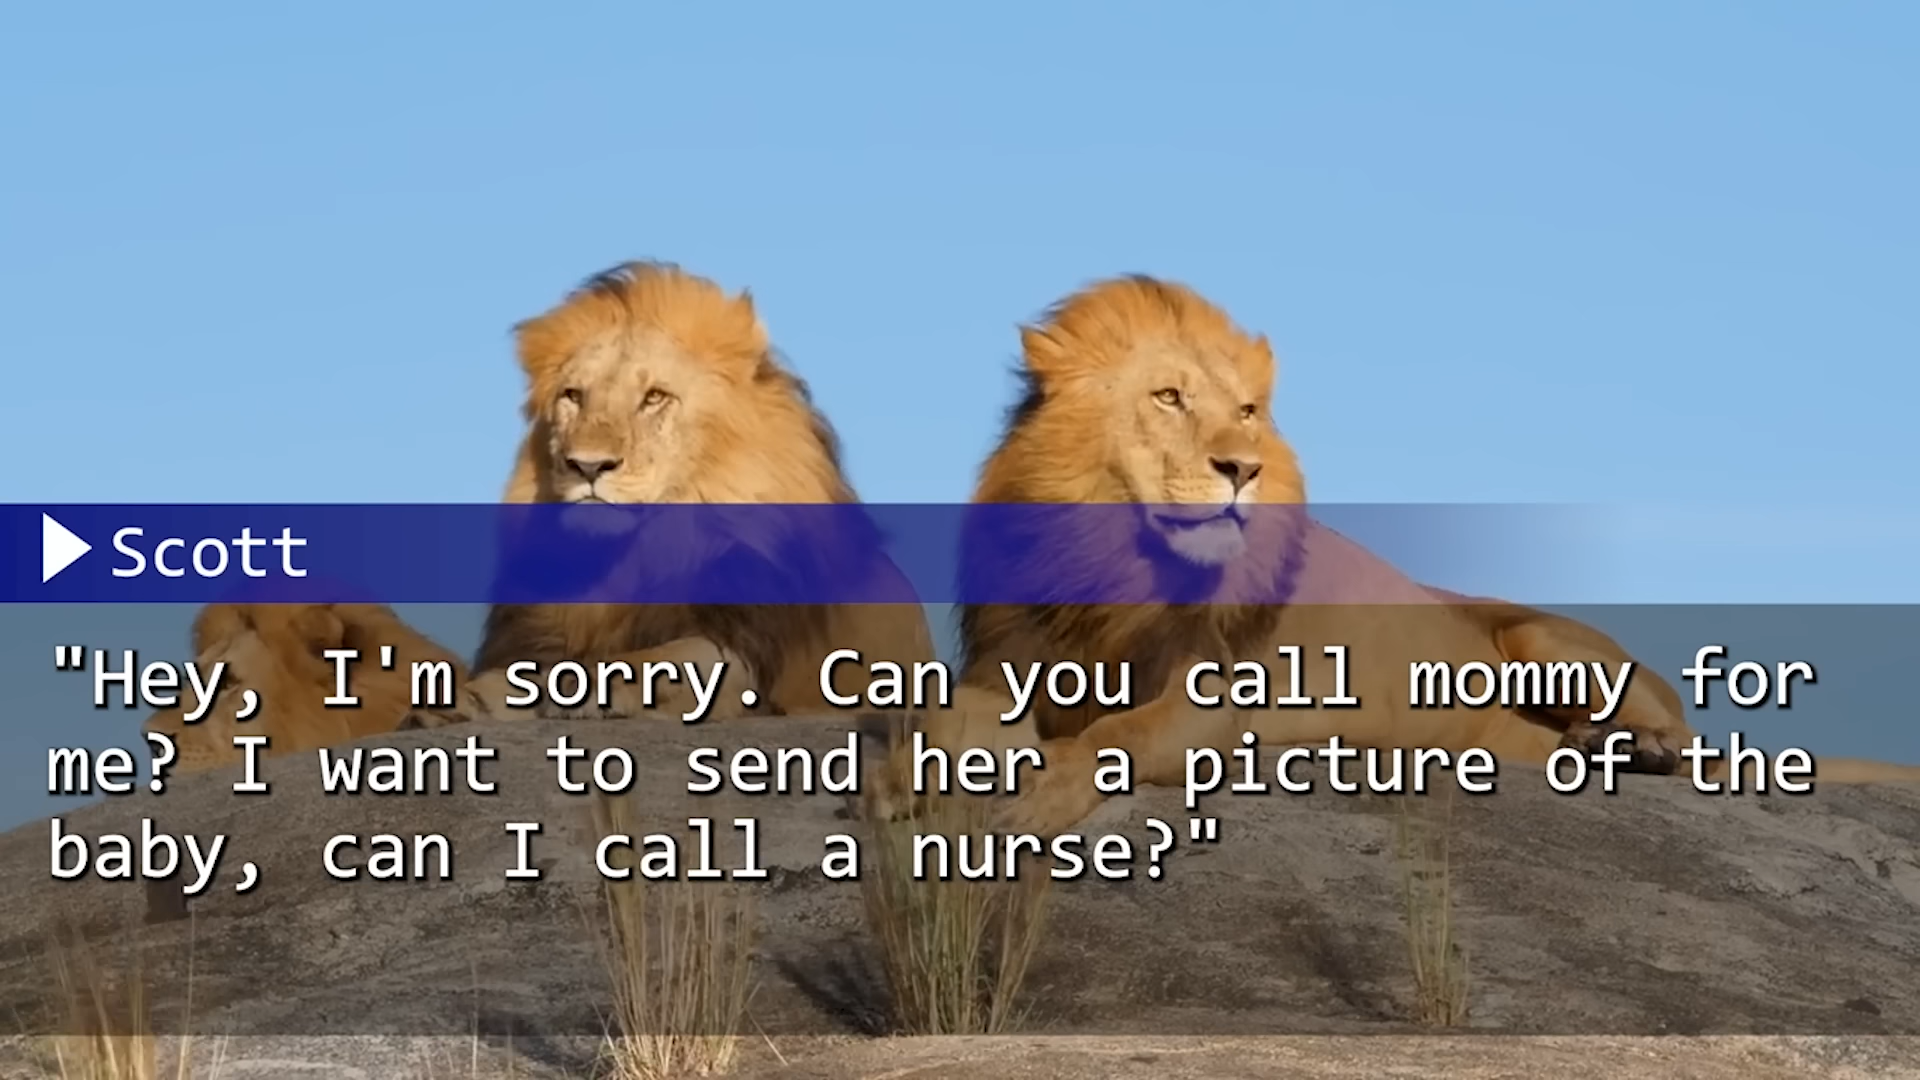 Scott
"Hey, I'm sorry. Can you call mommy for
me? I want to send her a picture of the
baby, can I call a nurse?"